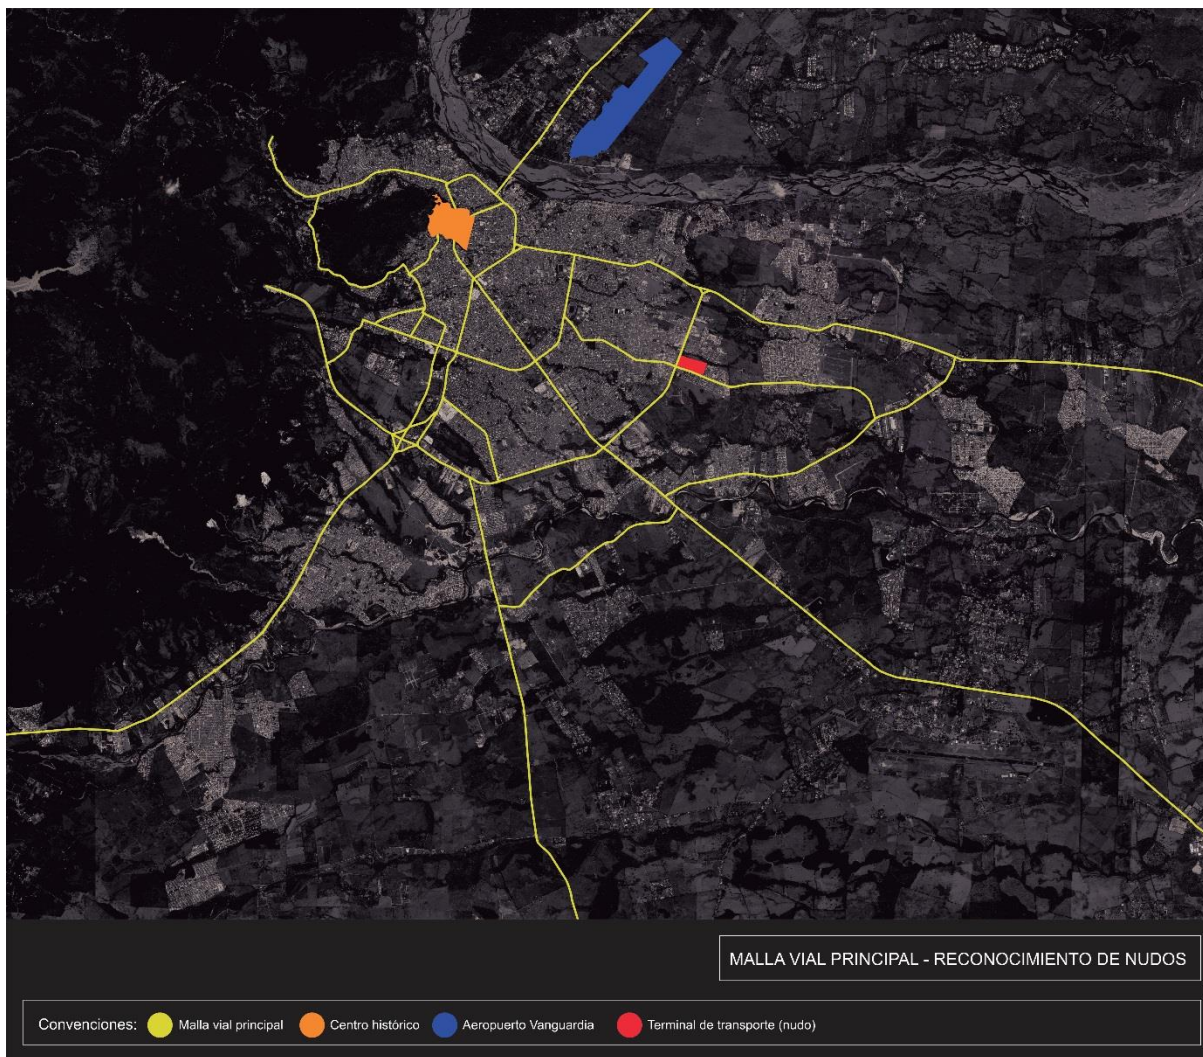 MALLA VIAL PRINCIPAL - RECONOCIMIENTO DE NUDOS
Convenciones: Malla vial principal Centro histórico Aeropuerto Vanguardia Terminal de transporte (nudo)